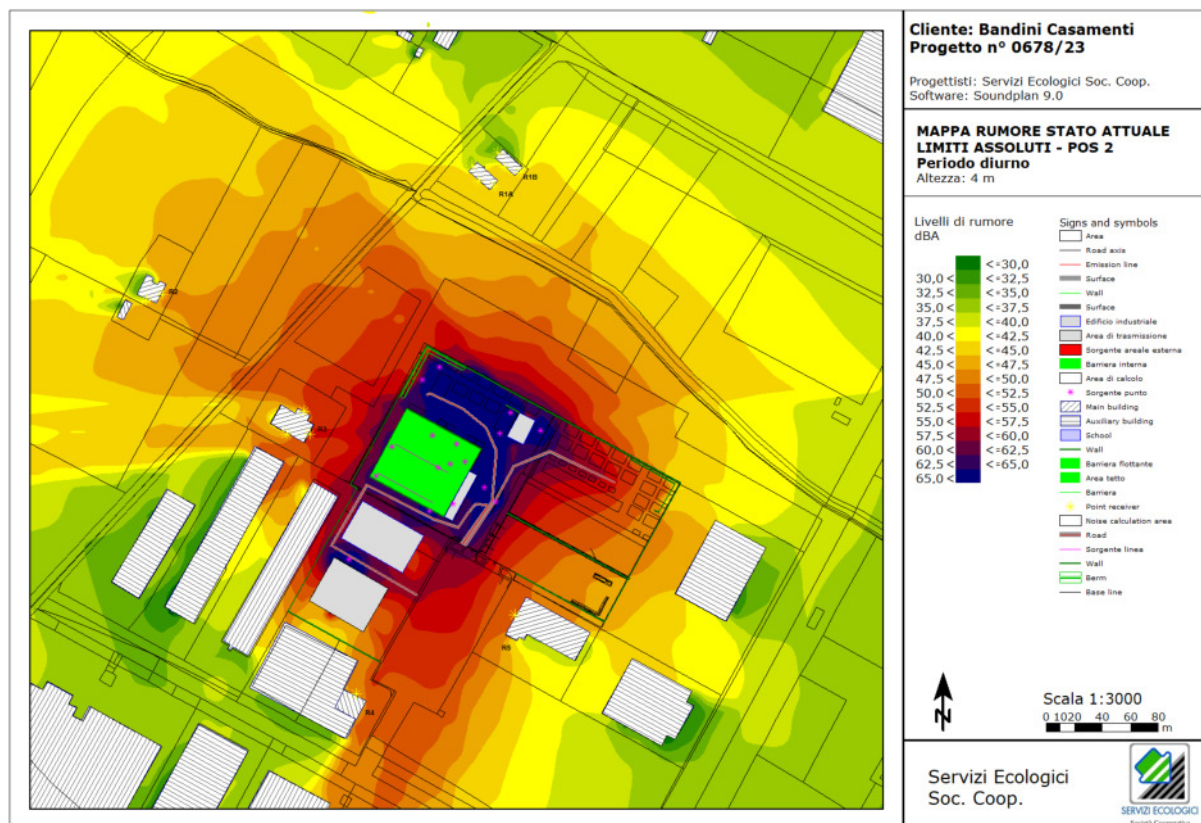 Cliente: Bandini Casamenti
Progetto n° 0678/23
Progettisti: Servizi Ecologici Soc. Coop.
Software: Soundplan 9.0
MAPPA RUMORE STATO ATTUALE
LIMITI ASSOLUTI - POS 2
Periodo diurno
Altezza: 4 m
Livelli di rumore
dBA
<=30,0
30,0 < <=32,5
32,5 < <=35,0
35,0 < <=37,5
37,5 < <=40,0
40,0 < <=42,5
42,5 < <=45,0
45,0 < <=47,5
47,5 < <=50,0
50,0 < <=52,5
52,5 < <=55,0
55,0 < <=57,5
57,5 < <=60,0
60,0 < <=62,5
62,5 < <=65,0
65,0 <
Signs and symbols
Area
Road axis
Emission line
Surface
Wall
Surface
Edificio industriale
Area di trasmissione
Sorgente areale esterna
Barriera interna
Area di calcolo
Sorgente punto
Main building
Auxiliary building
School
Wall
Barriera flottante
Area tetto
Barriera
Point receiver
Noise calculation area
Road
Sorgente linea
Wall
Berm
Base line
R1B
R1A
R2
R3
R5
R4
N
Scala 1:3000
0 1020 40 60 80
m
Servizi Ecologici
Soc. Coop.
SERVIZI ECOLOGICI
Società Cooperativa